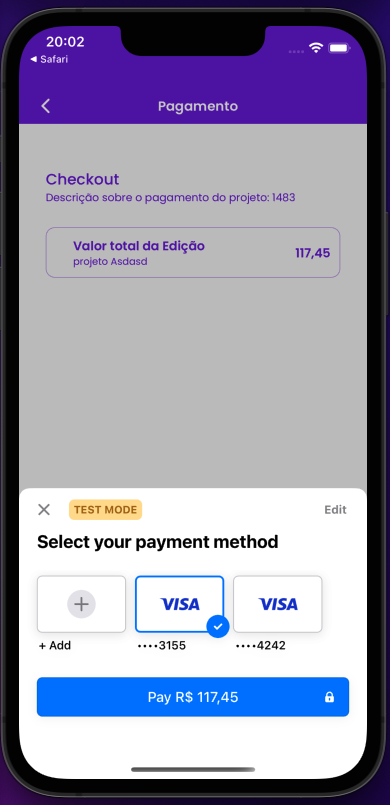 20:02
◀ Safari
Pagamento
Checkout
Descrição sobre o pagamento do projeto: 1483
Valor total da Edição
projeto Asdasd
117,45
TEST MODE
Edit
Select your payment method
VISA
VISA
+ Add
••••3155
••••4242
Pay R$ 117,45